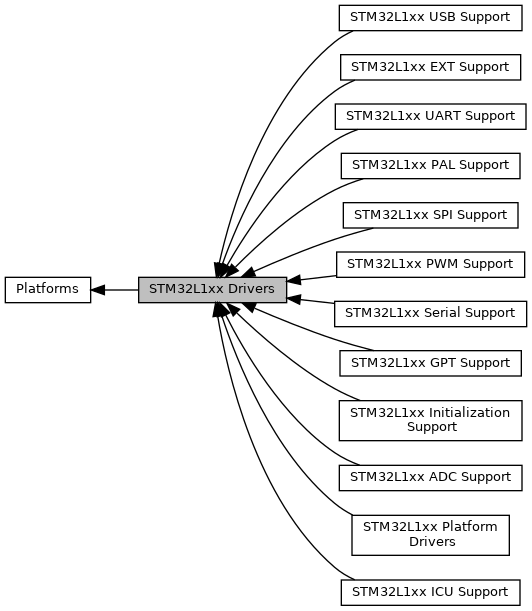 STM32L1xx USB Support
STM32L1xx EXT Support
STM32L1xx UART Support
STM32L1xx PAL Support
STM32L1xx SPI Support
STM32L1xx PWM Support
Platforms
STM32L1xx Drivers
STM32L1xx Serial Support
STM32L1xx GPT Support
STM32L1xx Initialization
Support
STM32L1xx ADC Support
STM32L1xx Platform
Drivers
STM32L1xx ICU Support